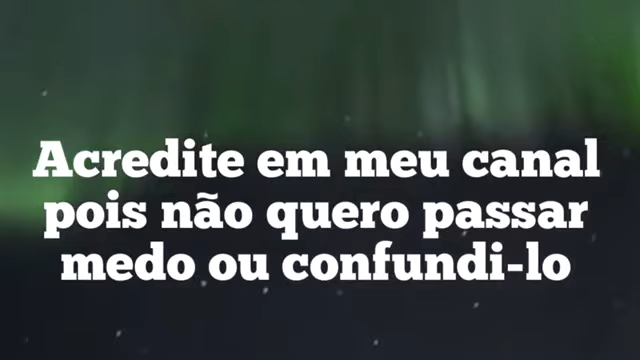 Acredite em meu canal
pois não quero passar
medo ou confundi-lo